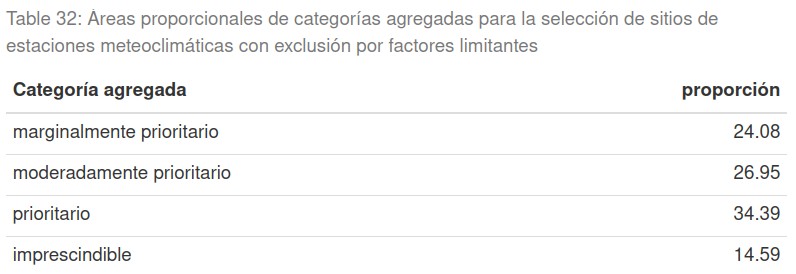 Table 32: Áreas proporcionales de categorías agregadas para la selección de sitios de
estaciones meteoclimáticas con exclusión por factores limitantes
Categoría agregada proporción
marginalmente prioritario 24.08
moderadamente prioritario 26.95
prioritario 34.39
imprescindible 14.59